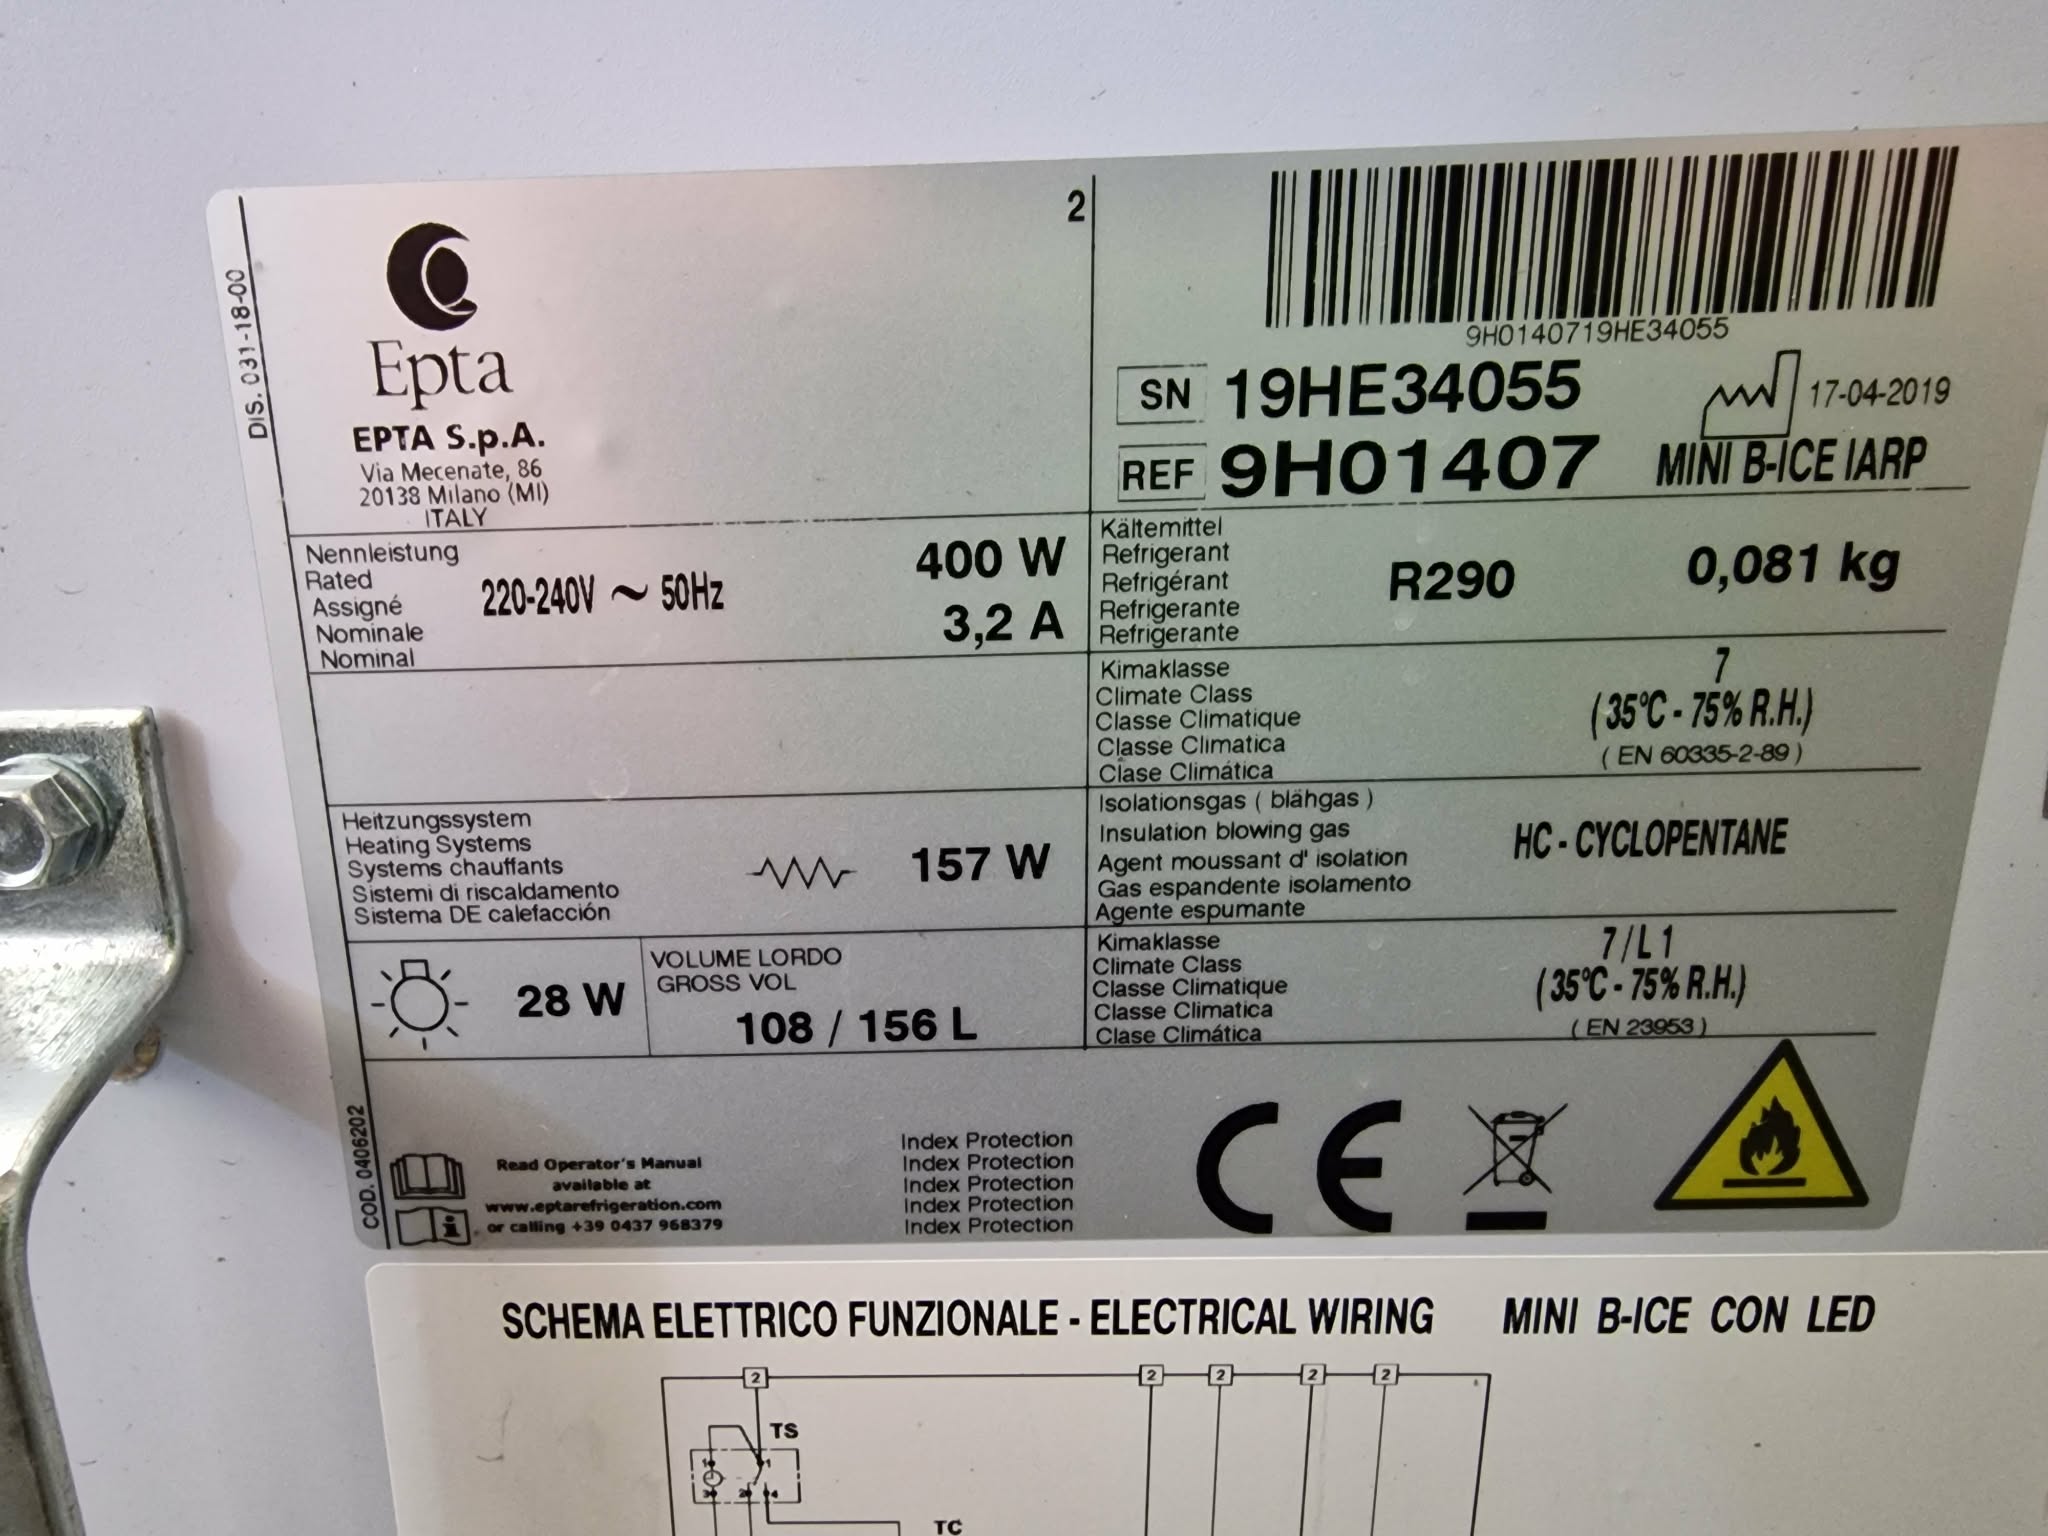 DIS. 031-18-00
Epta
EPTA S.p.A.
Via Mecenate, 86
20138 Milano (MI)
ITALY
2
9H0140719HE34055
SN 19HE34055 17-04-2019
REF 9H01407 MINI B-ICE IARP
Nennleistung
Rated
Assigné
Nominale
Nominal
220-240V ~ 50Hz
400 W
3,2 A
Kältemittel
Refrigerant
Refrigérant
Refrigerante
Refrigerante
R290 0,081 kg
Kimaklasse
Climate Class
Classe Climatique
Classe Climatica
Clase Climática
7
(35°C - 75% R.H.)
( EN 60335-2-89 )
Heitzungssystem
Heating Systems
Systems chauffants
Sistemi di riscaldamento
Sistema DE calefacción
157 W
Isolationsgas ( blähgas )
Insulation blowing gas
Agent moussant d' isolation
Gas espandente isolamento
Agente espumante
HC - CYCLOPENTANE
28 W
VOLUME LORDO
GROSS VOL
108 / 156 L
Kimaklasse
Climate Class
Classe Climatique
Classe Climatica
Clase Climática
7 / L 1
(35°C - 75% R.H.)
( EN 23953 )
COD. 0406202
Read Operator's Manual
available at
www.eptarefrigeration.com
or calling +39 0437 968379
i
Index Protection
Index Protection
Index Protection
Index Protection
Index Protection
CE
SCHEMA ELETTRICO FUNZIONALE - ELECTRICAL WIRING MINI B-ICE CON LED
2 2 2 2 2
TS
1 1
3 2 4
TC